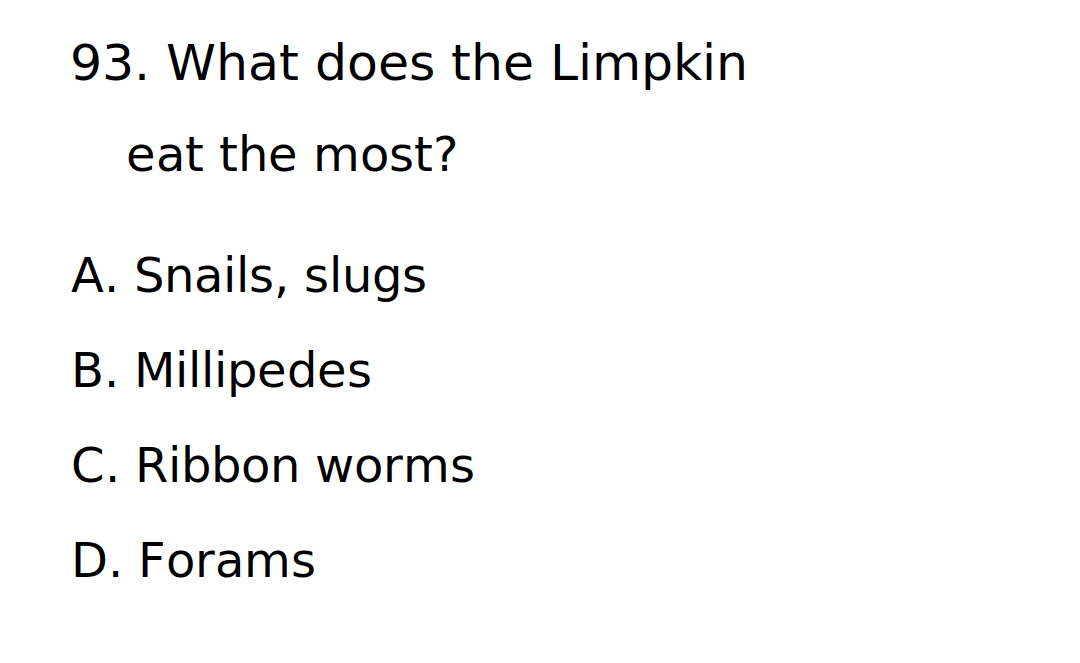 93. What does the Limpkin
eat the most?
A. Snails, slugs
B. Millipedes
C. Ribbon worms
D. Forams